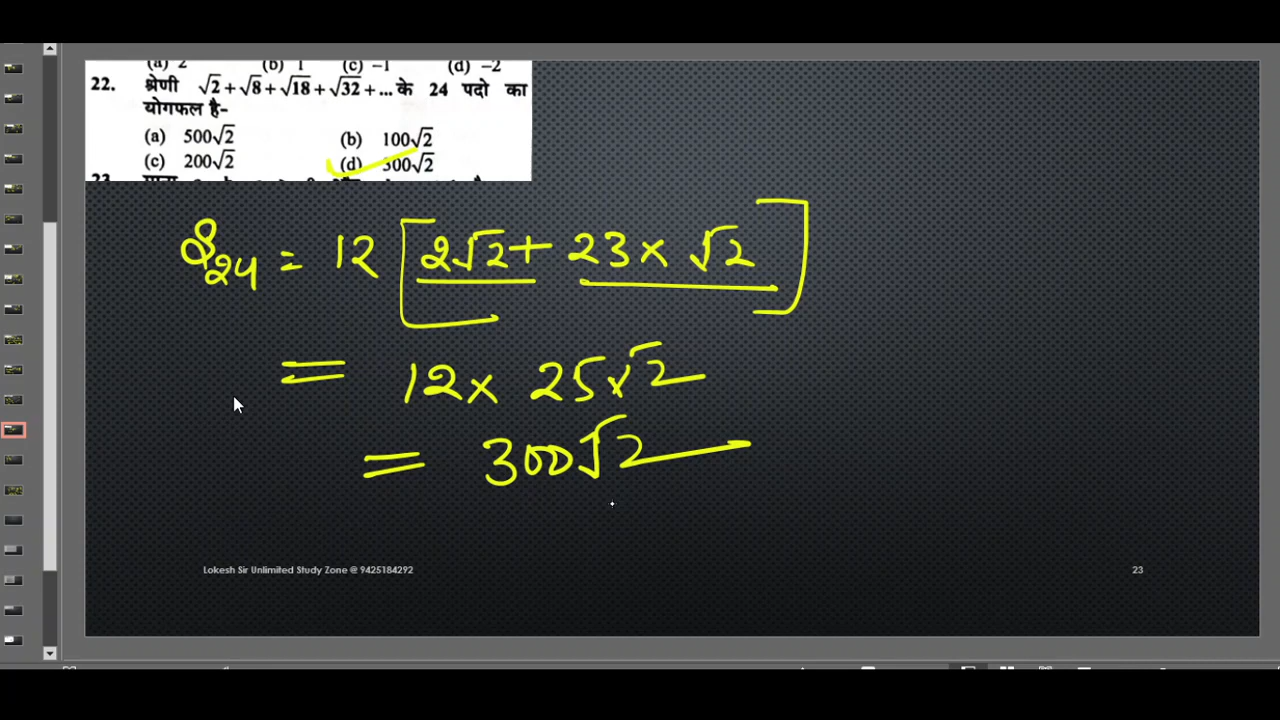 (a) 2 (b) 1 (c) −1 (d) −2
22. श्रेणी √2 + √8 + √18 + √32 + ... के 24 पदो का
योगफल है–
(a) 500√2 (b) 100√2
(c) 200√2 (d) 300√2
23.
S₂₄ = 12 [2√2 + 23 × √2]
= 12 × 25 × √2
= 300√2
Lokesh Sir Unlimited Study Zone @ 9425184292 23